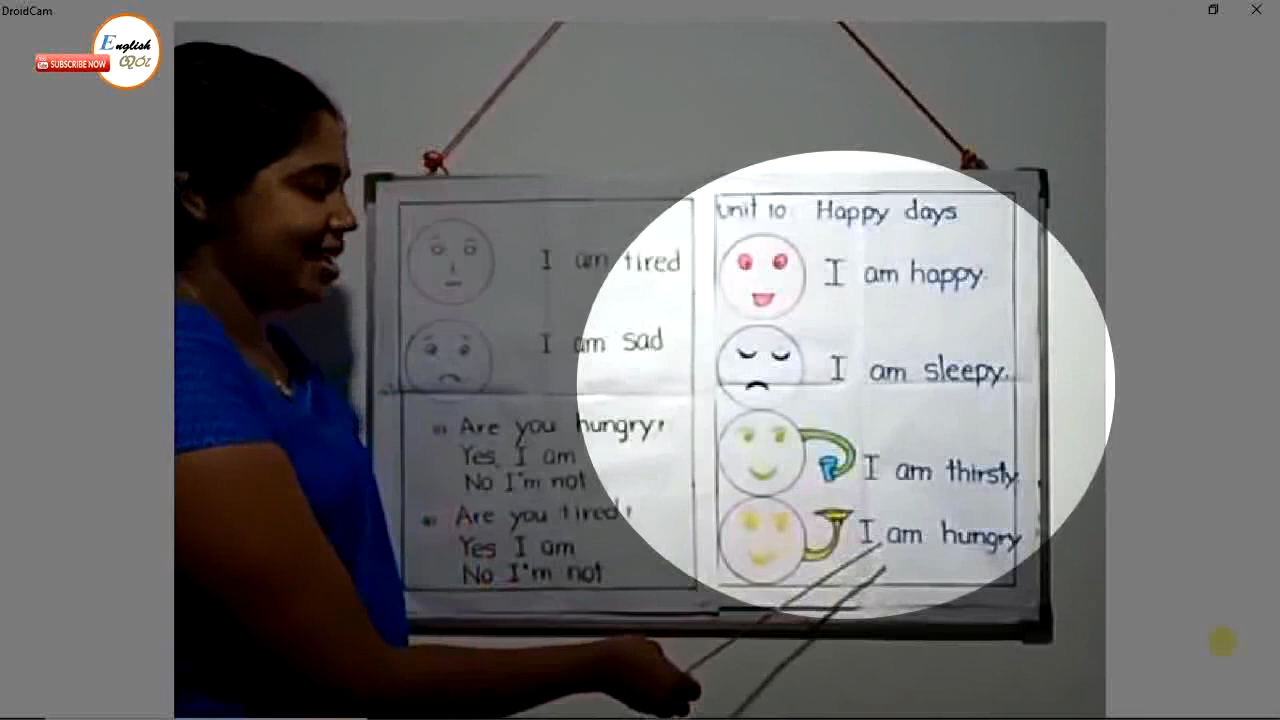 DroidCam
English
ගුරු
SUBSCRIBE NOW
I am tired
I am sad
Are you hungry?
Yes, I am
No I'm not
Are you tired?
Yes I am
No I'm not
Unit 10 Happy days
I am happy.
I am sleepy.
I am thirsty.
I am hungry